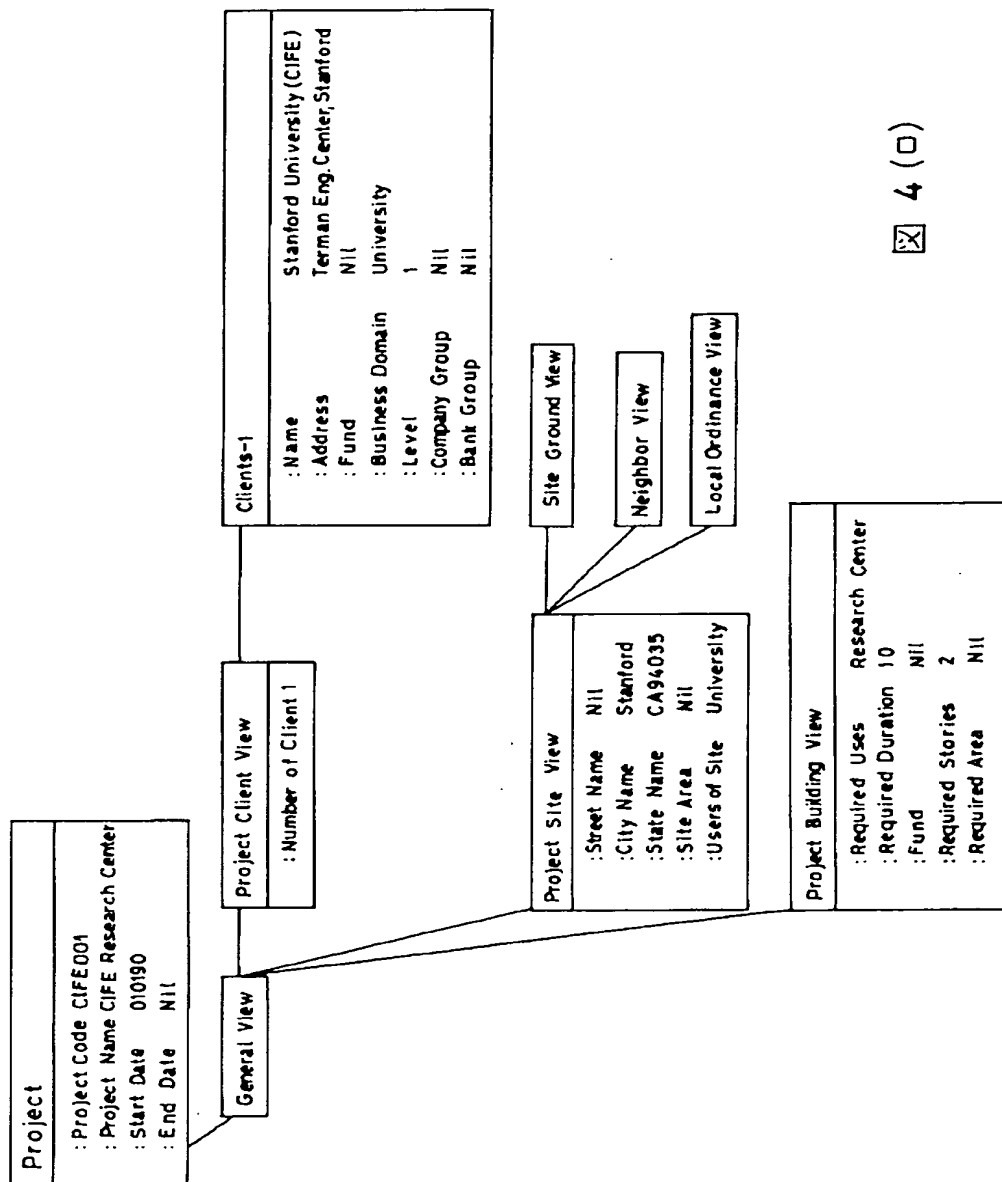 Project
:Project Code CIFE001
:Project Name CIFE Research Center
:Start Date 010190
:End Date Nil
General View
Project Client View
:Number of Client 1
Clients-1
:Name Stanford University (CIFE)
:Address Terman Eng. Center, Stanford
:Fund Nil
:Business Domain University
:Level 1
:Company Group Nil
:Bank Group Nil
Project Site View
:Street Name Nil
:City Name Stanford
:State Name CA94035
:Site Area Nil
:Users of Site University
Site Ground View
Neighbor View
Local Ordinance View
Project Building View
:Required Uses Research Center
:Required Duration 10
:Fund Nil
:Required Stories 2
:Required Area Nil
図 4 (ロ)